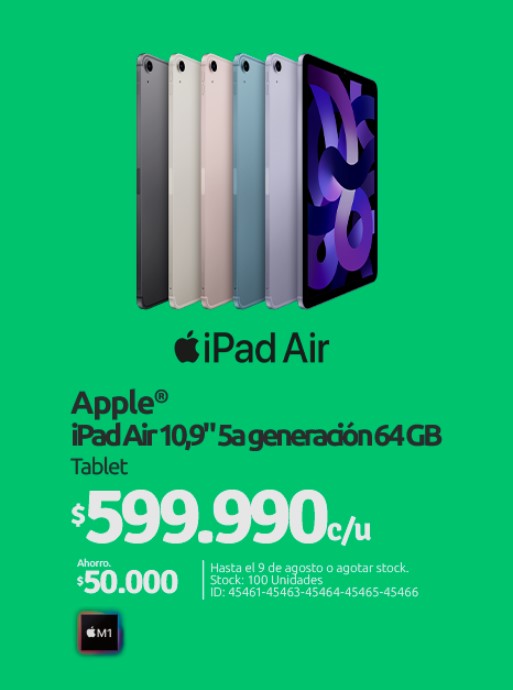 iPad Air
Apple®
iPad Air 10,9" 5a generación 64 GB
Tablet
$599.990c/u
Ahorro.
$50.000
Hasta el 9 de agosto o agotar stock.
Stock: 100 Unidades
ID: 45461-45463-45464-45465-45466
M1